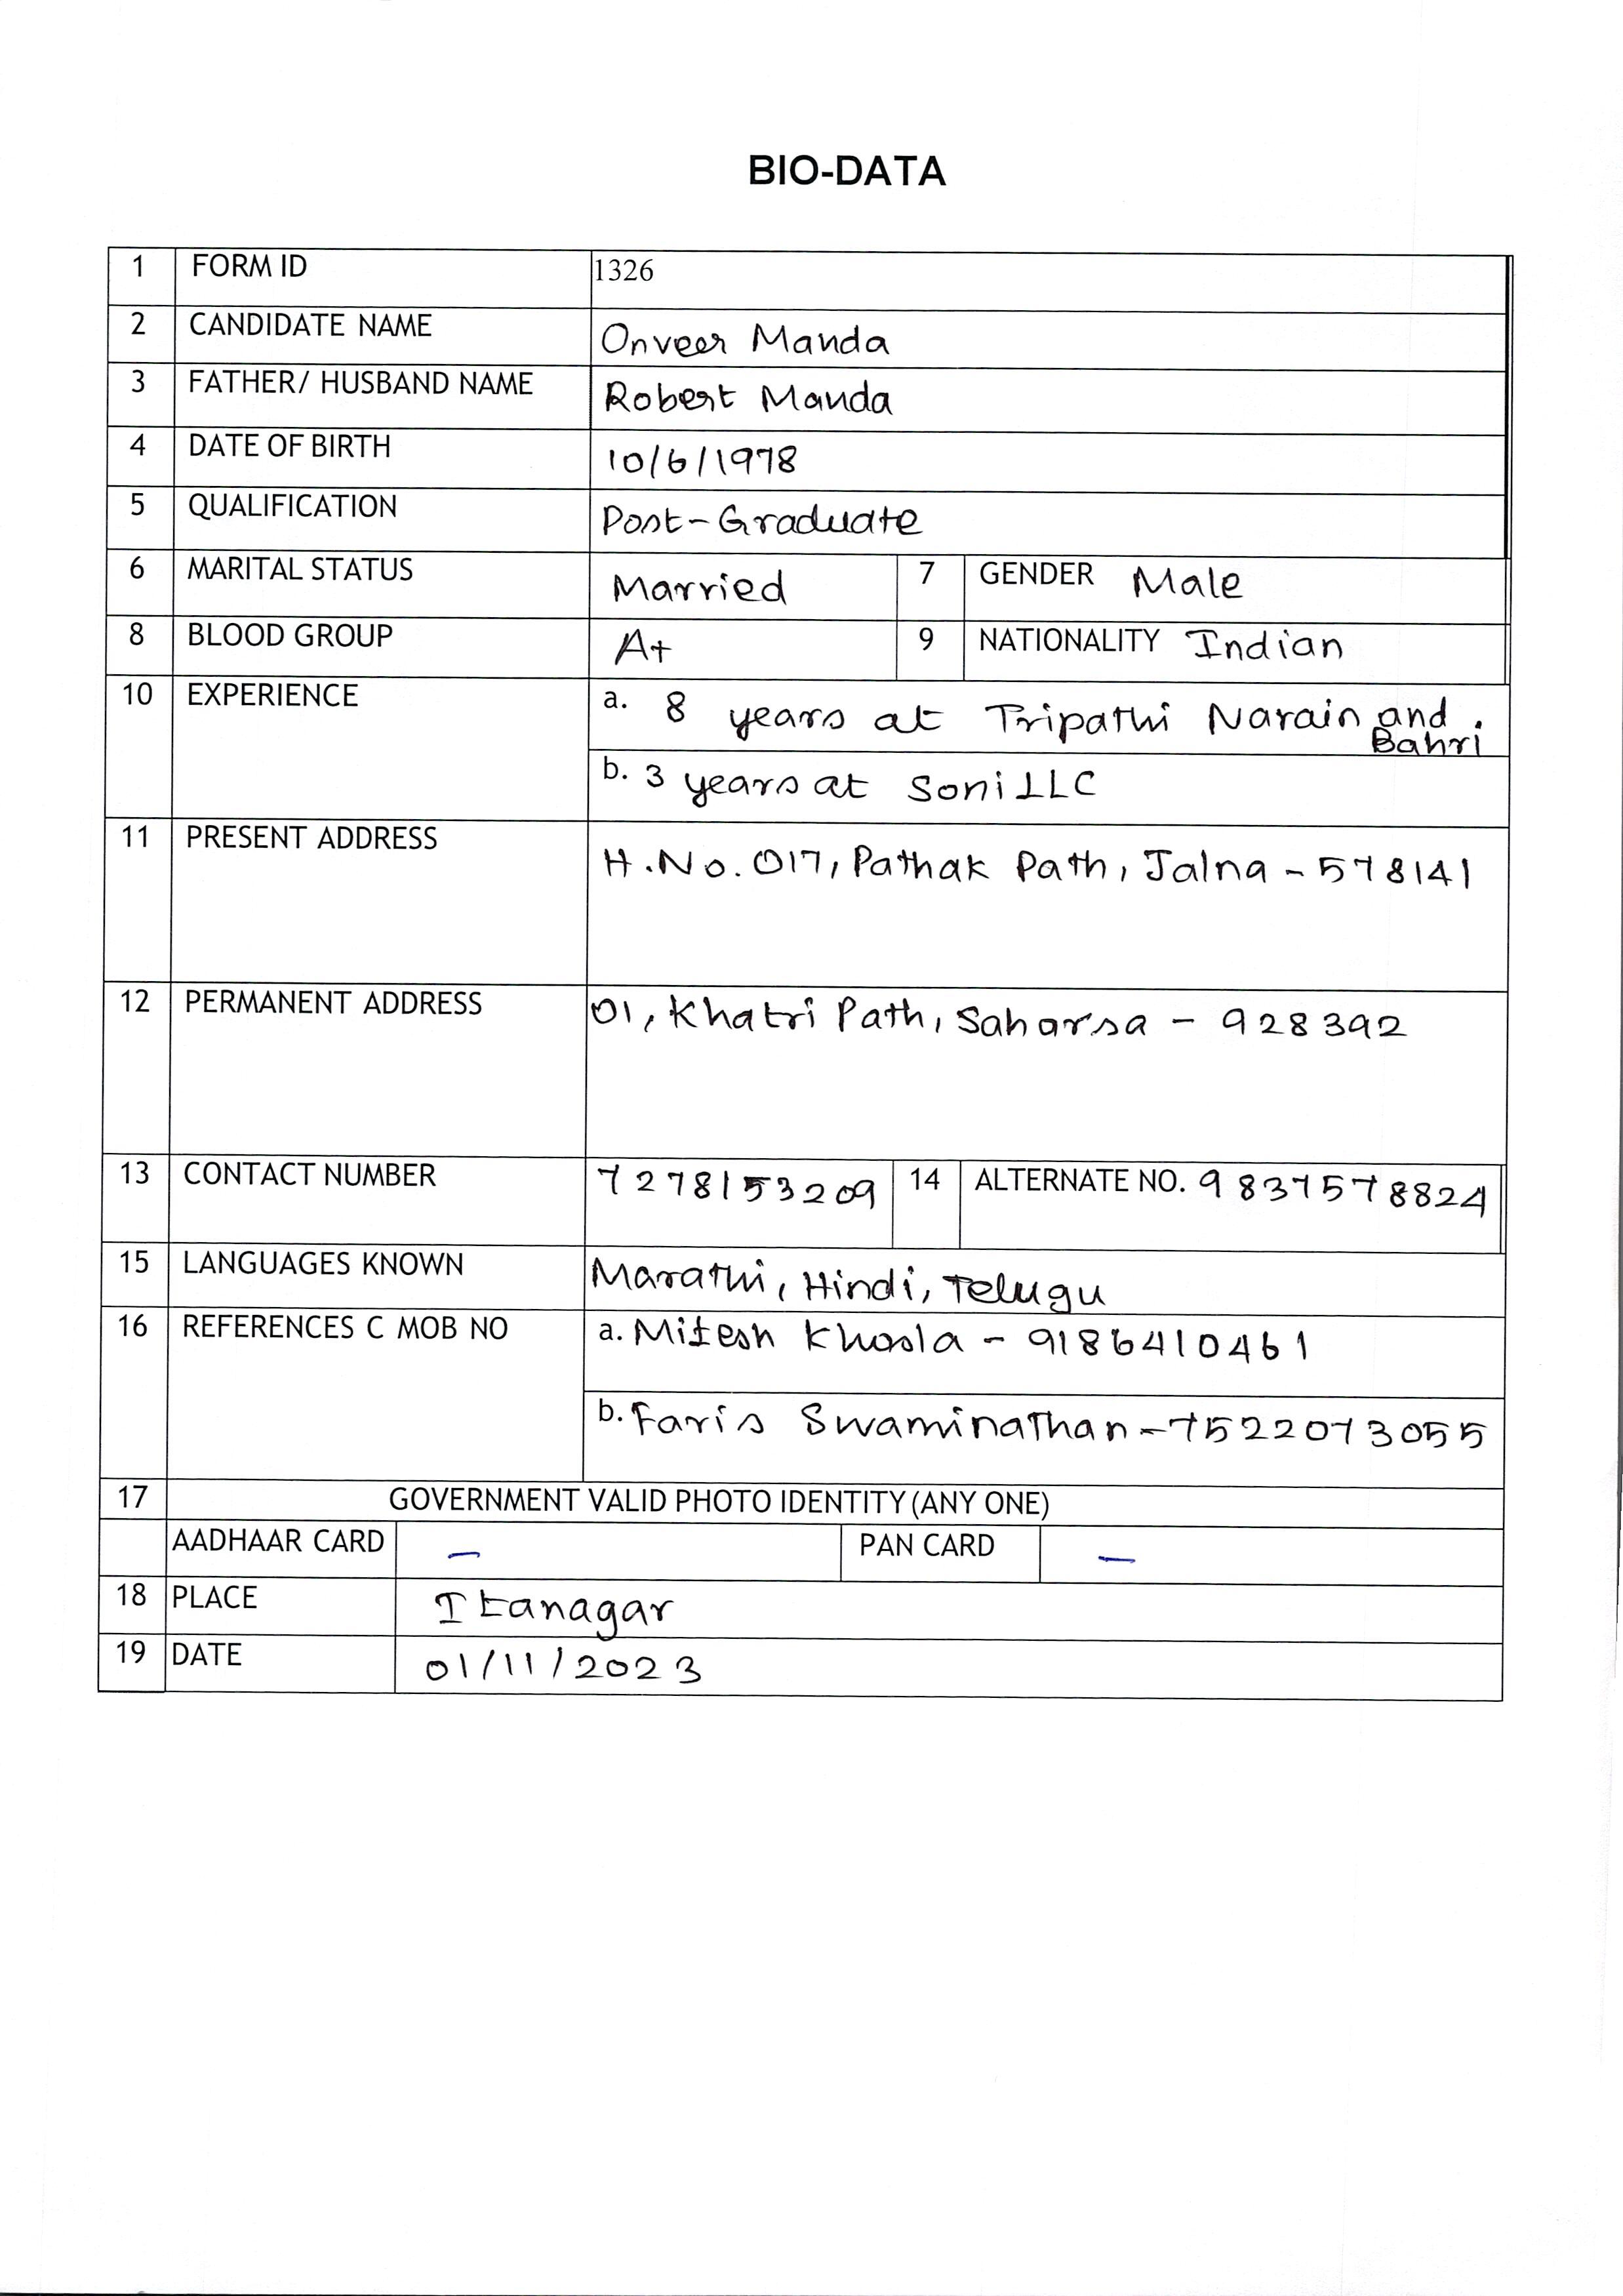 BIO-DATA
1 FORM ID 1326
2 CANDIDATE NAME Onveer Manda
3 FATHER/ HUSBAND NAME Robert Manda
4 DATE OF BIRTH 10/6/1978
5 QUALIFICATION Post-Graduate
6 MARITAL STATUS Married 7 GENDER Male
8 BLOOD GROUP A+ 9 NATIONALITY Indian
10 EXPERIENCE a. 8 years at Tripathi Narain and .
Bahri
b. 3 years at Soni LLC
11 PRESENT ADDRESS H.No. 017, Pathak Path, Jalna - 578141
12 PERMANENT ADDRESS 01, Khatri Path, Saharsa - 928392
13 CONTACT NUMBER 7278153209 14 ALTERNATE NO. 9837578824
15 LANGUAGES KNOWN Marathi, Hindi, Telugu
16 REFERENCES C MOB NO a. Mitesh Khosla - 9186410461
b. Faris Swaminathan - 7522073055
17 GOVERNMENT VALID PHOTO IDENTITY (ANY ONE)
AADHAAR CARD - PAN CARD -
18 PLACE Itanagar
19 DATE 01/11/2023